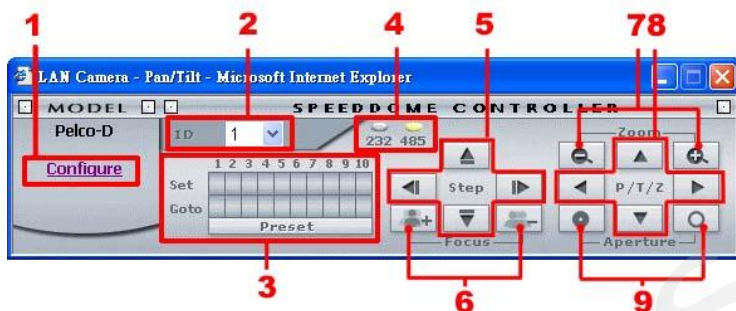 1 2 4 5 78
LAN Camera - Pan/Tilt - Microsoft Internet Explorer
MODEL SPEEDDOME CONTROLLER
Pelco-D ID 1 232 485 Zoom
Configure
1 2 3 4 5 6 7 8 9 10
Set Step P/T/Z
Goto
Preset
Focus Aperture
3 6 9